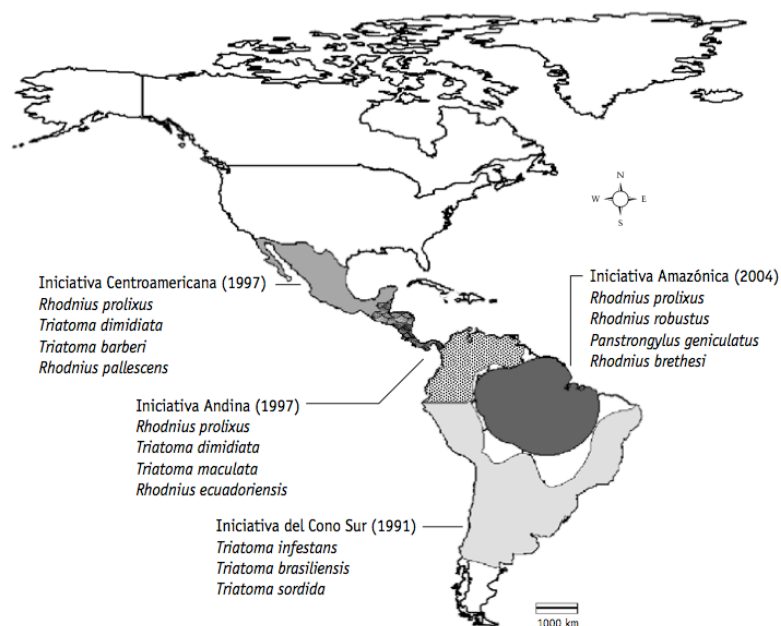 N
W E
S
Iniciativa Centroamericana (1997)
Rhodnius prolixus
Triatoma dimidiata
Triatoma barberi
Rhodnius pallescens
Iniciativa Amazónica (2004)
Rhodnius prolixus
Rhodnius robustus
Panstrongylus geniculatus
Rhodnius brethesi
Iniciativa Andina (1997)
Rhodnius prolixus
Triatoma dimidiata
Triatoma maculata
Rhodnius ecuadoriensis
Iniciativa del Cono Sur (1991)
Triatoma infestans
Triatoma brasiliensis
Triatoma sordida
1000 km